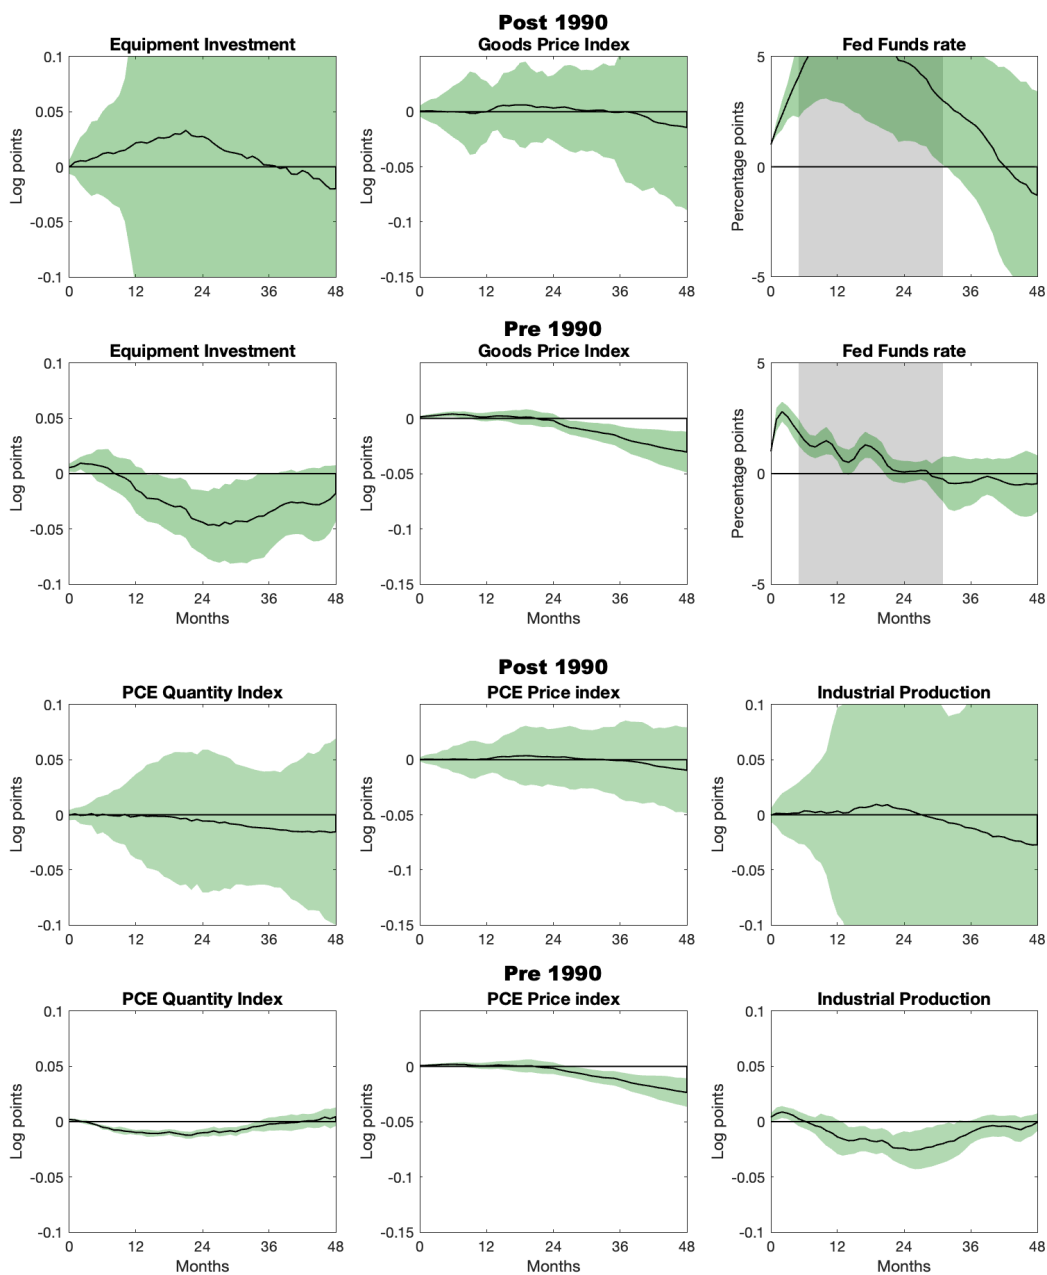 Post 1990
Equipment Investment
Goods Price Index
Fed Funds rate
0.1
0.05
0
-0.05
-0.1
Log points
0 12 24 36 48
0
-0.05
-0.1
-0.15
Log points
0 12 24 36 48
5
0
-5
Percentage points
0 12 24 36 48
Pre 1990
Equipment Investment
Goods Price Index
Fed Funds rate
0.1
0.05
0
-0.05
-0.1
Log points
0 12 24 36 48
Months
0
-0.05
-0.1
-0.15
Log points
0 12 24 36 48
Months
5
0
-5
Percentage points
0 12 24 36 48
Months
Post 1990
PCE Quantity Index
PCE Price index
Industrial Production
0.1
0.05
0
-0.05
-0.1
Log points
0 12 24 36 48
0
-0.05
-0.1
-0.15
Log points
0 12 24 36 48
0.1
0.05
0
-0.05
-0.1
Log points
0 12 24 36 48
Pre 1990
PCE Quantity Index
PCE Price index
Industrial Production
0.1
0.05
0
-0.05
-0.1
Log points
0 12 24 36 48
Months
0
-0.05
-0.1
-0.15
Log points
0 12 24 36 48
Months
0.1
0.05
0
-0.05
-0.1
Log points
0 12 24 36 48
Months